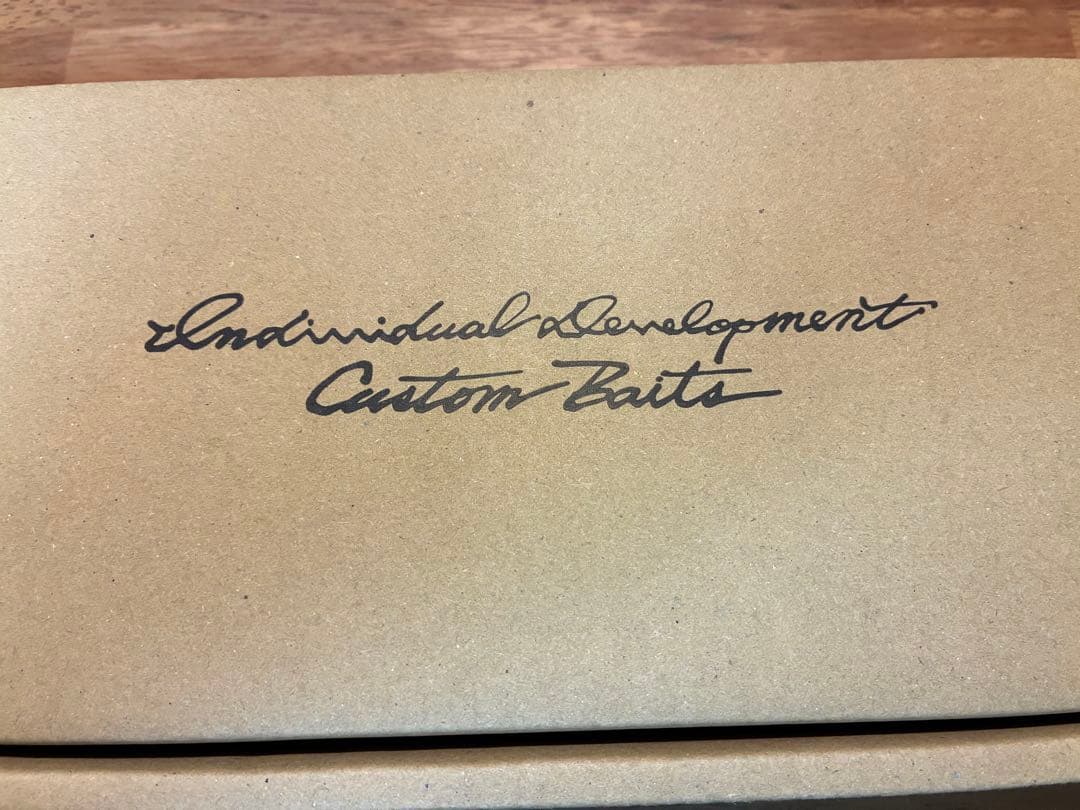 Individual Development
Custom Baits